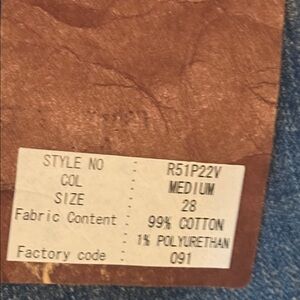 STYLE NO : R51P22V
COL : MEDIUM
SIZE : 28
Fabric Content : 99% COTTON
: 1% POLYURETHAN
Factory code : 091